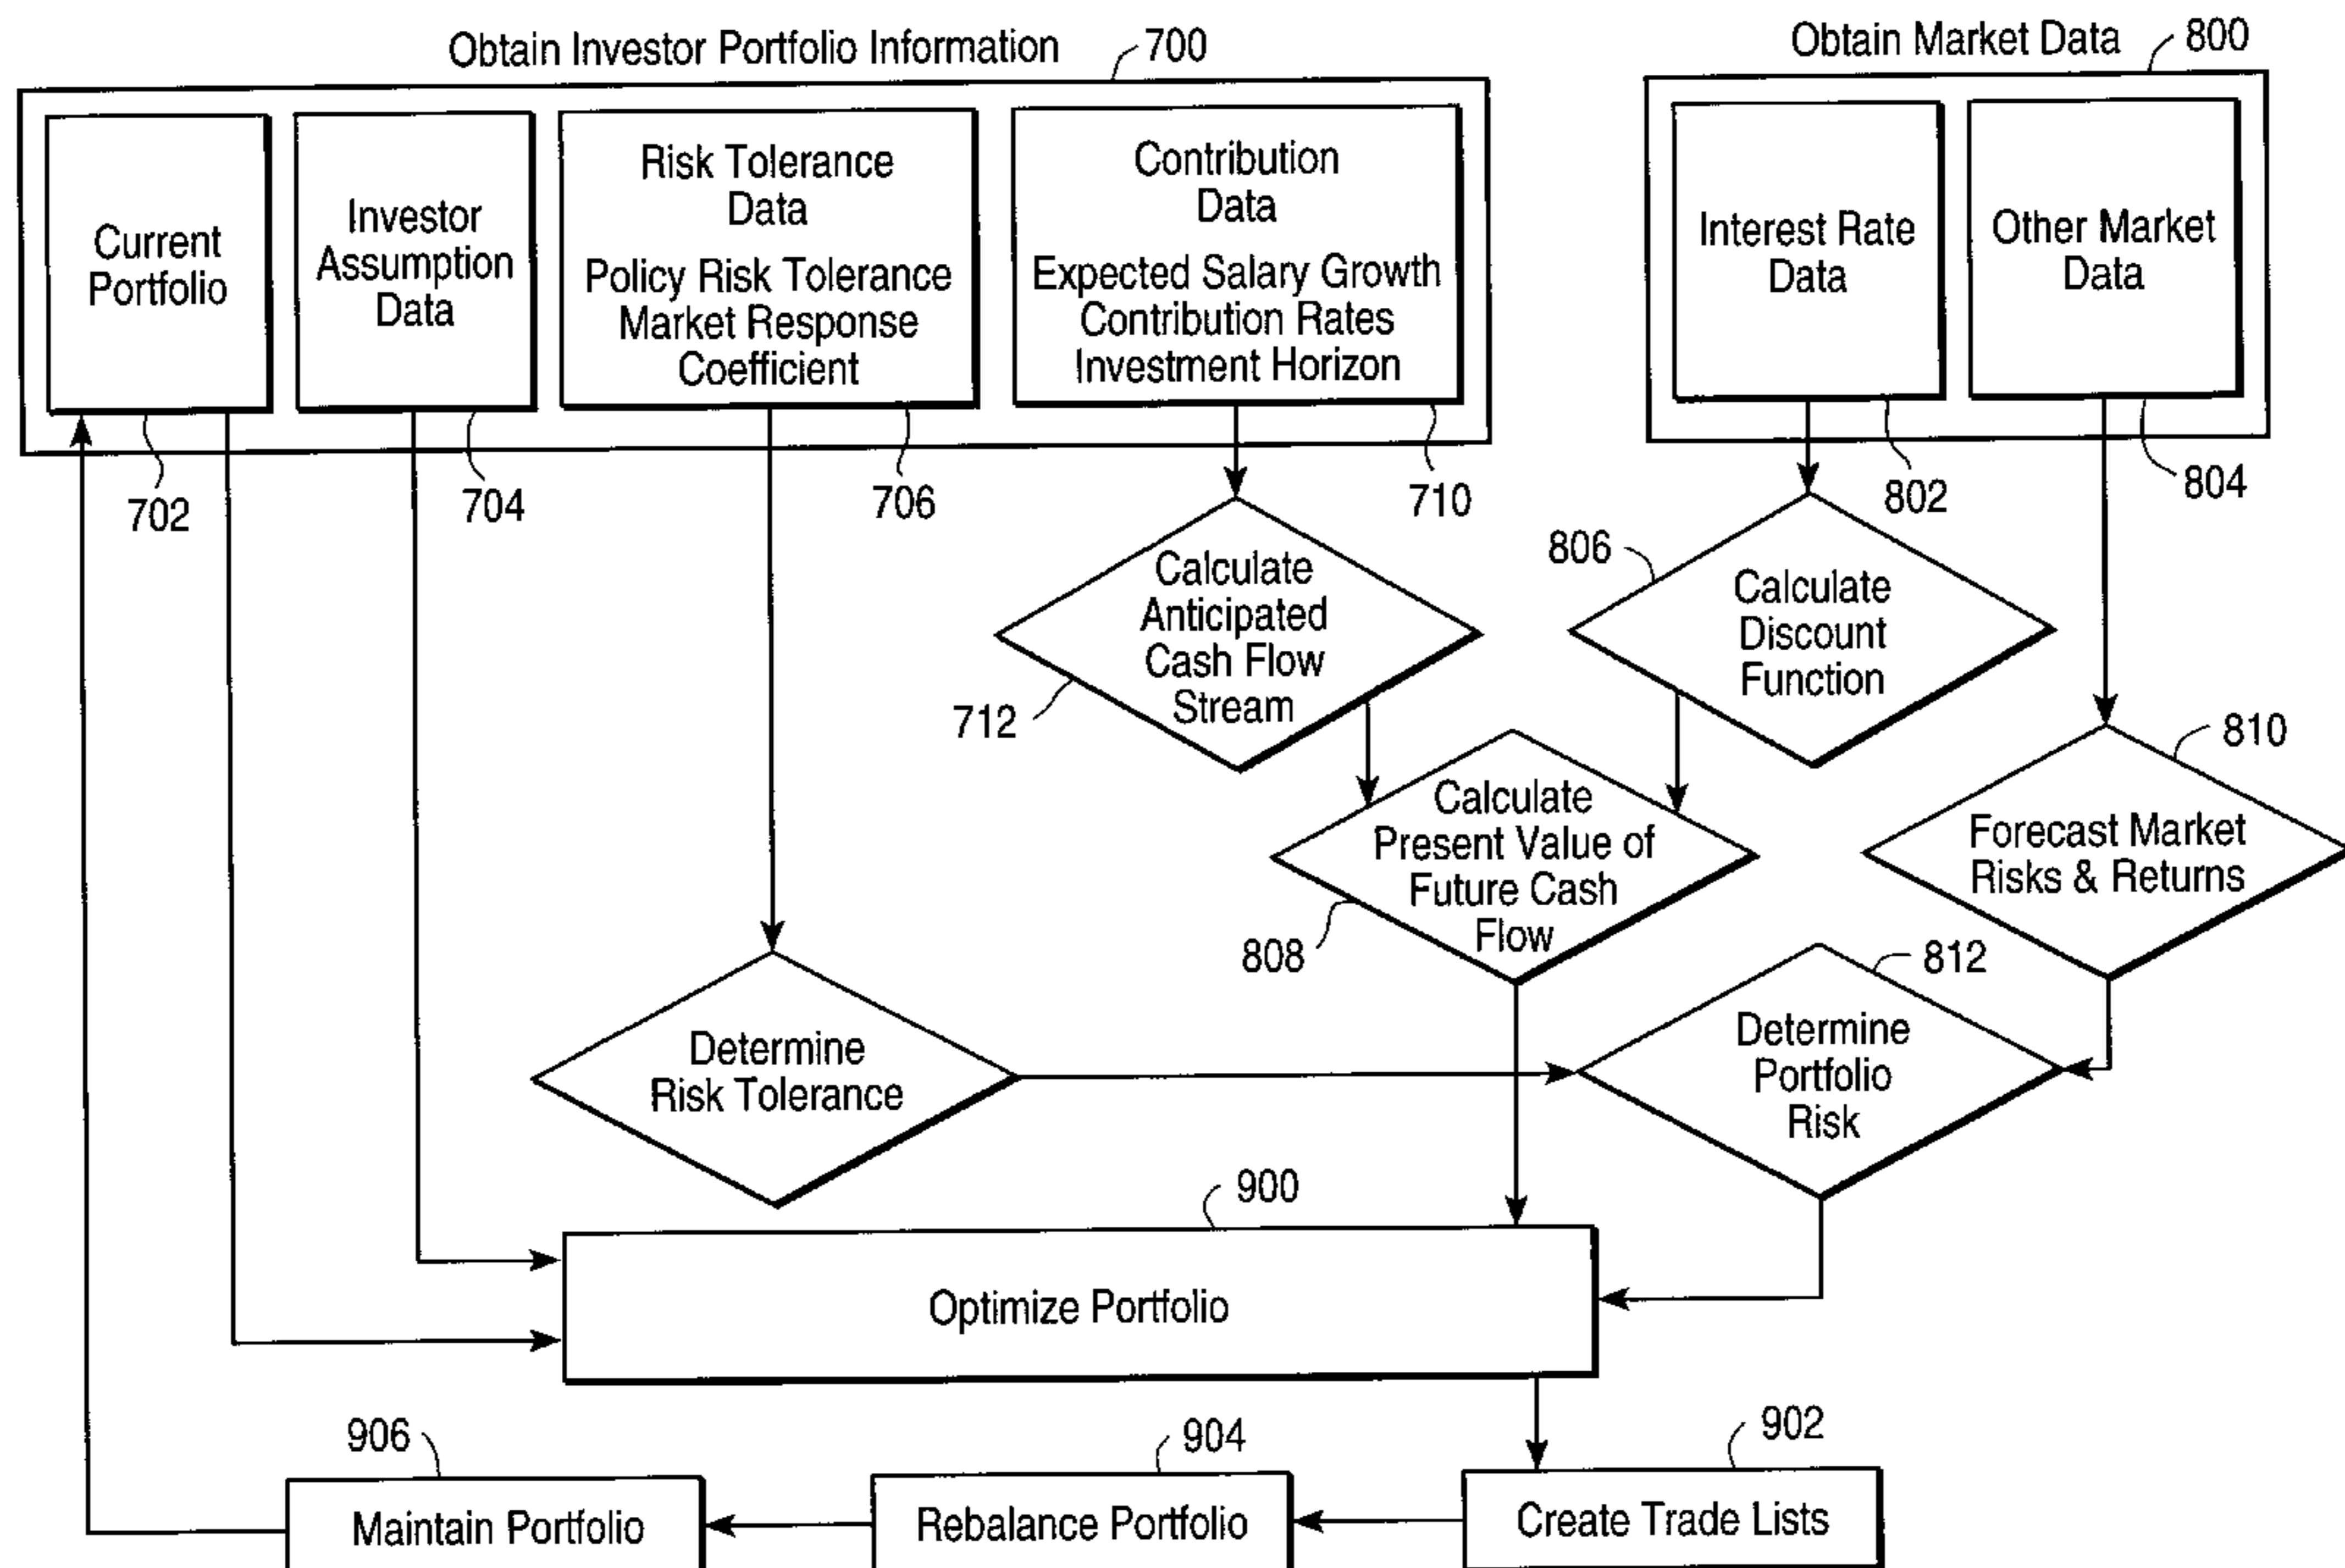 Obtain Investor Portfolio Information
700
Obtain Market Data
800
Current
Portfolio
Investor
Assumption
Data
Risk Tolerance
Data
Policy Risk Tolerance
Market Response
Coefficient
Contribution
Data
Expected Salary Growth
Contribution Rates
Investment Horizon
Interest Rate
Data
Other Market
Data
702
704
706
710
802
804
Calculate
Anticipated
Cash Flow
Stream
712
806
Calculate
Discount
Function
Calculate
Present Value of
Future Cash
Flow
808
810
Forecast Market
Risks & Returns
Determine
Risk Tolerance
812
Determine
Portfolio
Risk
900
Optimize Portfolio
906
Maintain Portfolio
904
Rebalance Portfolio
902
Create Trade Lists